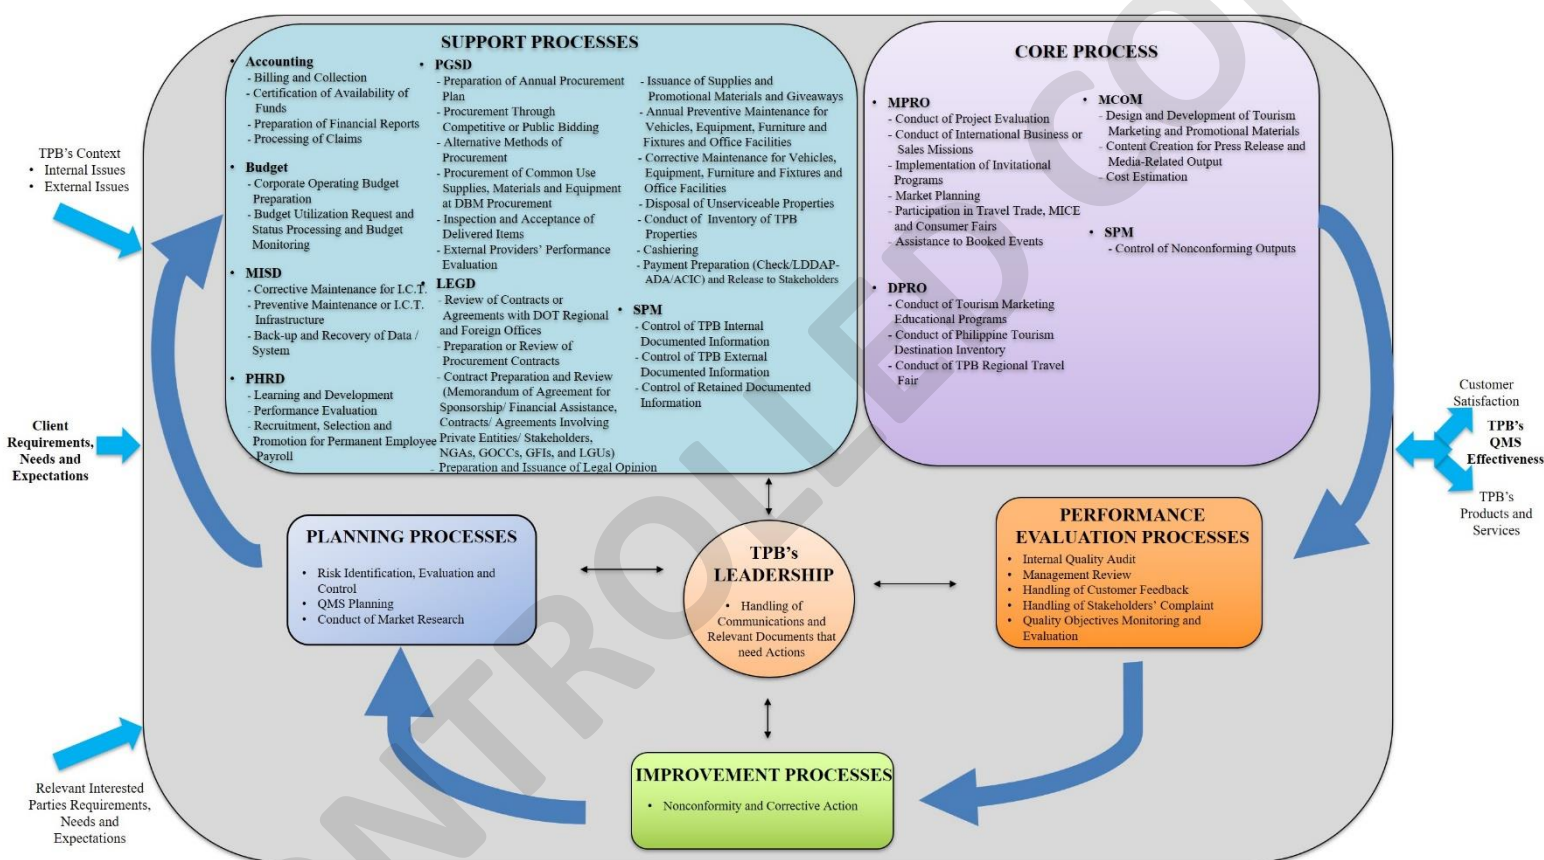 SUPPORT PROCESSES
• Accounting
- Billing and Collection
- Certification of Availability of
Funds
- Preparation of Financial Reports
- Processing of Claims
• Budget
- Corporate Operating Budget
Preparation
- Budget Utilization Request and
Status Processing and Budget
Monitoring
• MISD
- Corrective Maintenance for I.C.T.
- Preventive Maintenance or I.C.T.
Infrastructure
- Back-up and Recovery of Data /
System
• PHRD
- Learning and Development
- Performance Evaluation
- Recruitment, Selection and
Promotion for Permanent Employee
- Payroll
• PGSD
- Preparation of Annual Procurement
Plan
- Procurement Through
Competitive or Public Bidding
- Alternative Methods of
Procurement
- Procurement of Common Use
Supplies, Materials and Equipment
at DBM Procurement
- Inspection and Acceptance of
Delivered Items
- External Providers' Performance
Evaluation
• LEGD
- Review of Contracts or
Agreements with DOT Regional
and Foreign Offices
- Preparation or Review of
Procurement Contracts
- Contract Preparation and Review
(Memorandum of Agreement for
Sponsorship/ Financial Assistance,
Contracts/ Agreements Involving
Private Entities/ Stakeholders,
NGAs, GOCCs, GFIs, and LGUs)
- Preparation and Issuance of Legal Opinion
- Issuance of Supplies and
Promotional Materials and Giveaways
- Annual Preventive Maintenance for
Vehicles, Equipment, Furniture and
Fixtures and Office Facilities
- Corrective Maintenance for Vehicles,
Equipment, Furniture and Fixtures and
Office Facilities
- Disposal of Unserviceable Properties
- Conduct of Inventory of TPB
Properties
- Cashiering
- Payment Preparation (Check/LDDAP-
ADA/ACIC) and Release to Stakeholders
• SPM
- Control of TPB Internal
Documented Information
- Control of TPB External
Documented Information
- Control of Retained Documented
Information
CORE PROCESS
• MPRO
- Conduct of Project Evaluation
- Conduct of International Business or
Sales Missions
- Implementation of Invitational
Programs
- Market Planning
- Participation in Travel Trade, MICE
and Consumer Fairs
- Assistance to Booked Events
• DPRO
- Conduct of Tourism Marketing
Educational Programs
- Conduct of Philippine Tourism
Destination Inventory
- Conduct of TPB Regional Travel
Fair
• MCOM
- Design and Development of Tourism
Marketing and Promotional Materials
- Content Creation for Press Release and
Media-Related Output
- Cost Estimation
• SPM
- Control of Nonconforming Outputs
TPB's Context
• Internal Issues
• External Issues
Client
Requirements,
Needs and
Expectations
Relevant Interested
Parties Requirements,
Needs and
Expectations
PLANNING PROCESSES
• Risk Identification, Evaluation and
Control
• QMS Planning
• Conduct of Market Research
TPB's
LEADERSHIP
• Handling of
Communications and
Relevant Documents that
need Actions
PERFORMANCE
EVALUATION PROCESSES
• Internal Quality Audit
• Management Review
• Handling of Customer Feedback
• Handling of Stakeholders' Complaint
• Quality Objectives Monitoring and
Evaluation
IMPROVEMENT PROCESSES
• Nonconformity and Corrective Action
Customer
Satisfaction
TPB's
QMS
Effectiveness
TPB's
Products and
Services